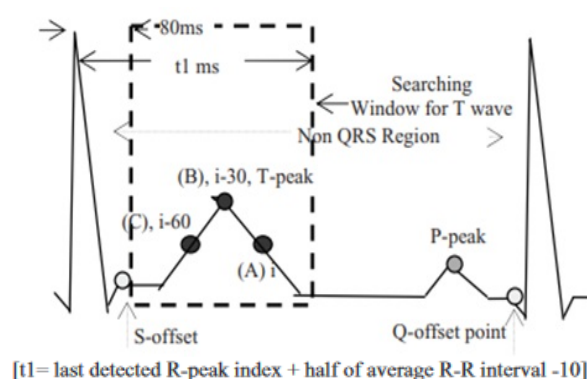 80ms
t1 ms
Searching
Window for T wave
Non QRS Region
(B), i-30, T-peak
(C), i-60
P-peak
(A) i
S-offset
Q-offset point
[t1= last detected R-peak index + half of average R-R interval -10]